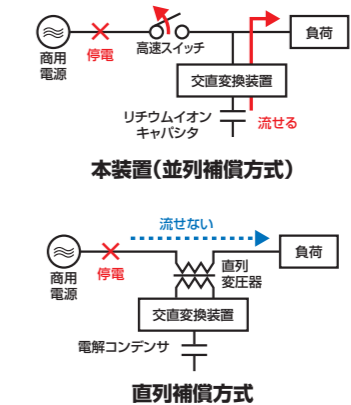 高速スイッチ
負荷
商用
電源
停電
交直変換装置
リチウムイオン
キャパシタ
流せる
本装置(並列補償方式)
流せない
負荷
商用
電源
停電
直列
変圧器
交直変換装置
電解コンデンサ
直列補償方式